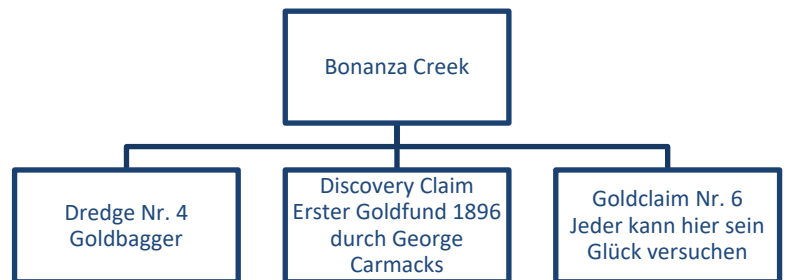 Bonanza Creek
Dredge Nr. 4
Goldbagger
Discovery Claim
Erster Goldfund 1896
durch George
Carmacks
Goldclaim Nr. 6
Jeder kann hier sein
Glück versuchen